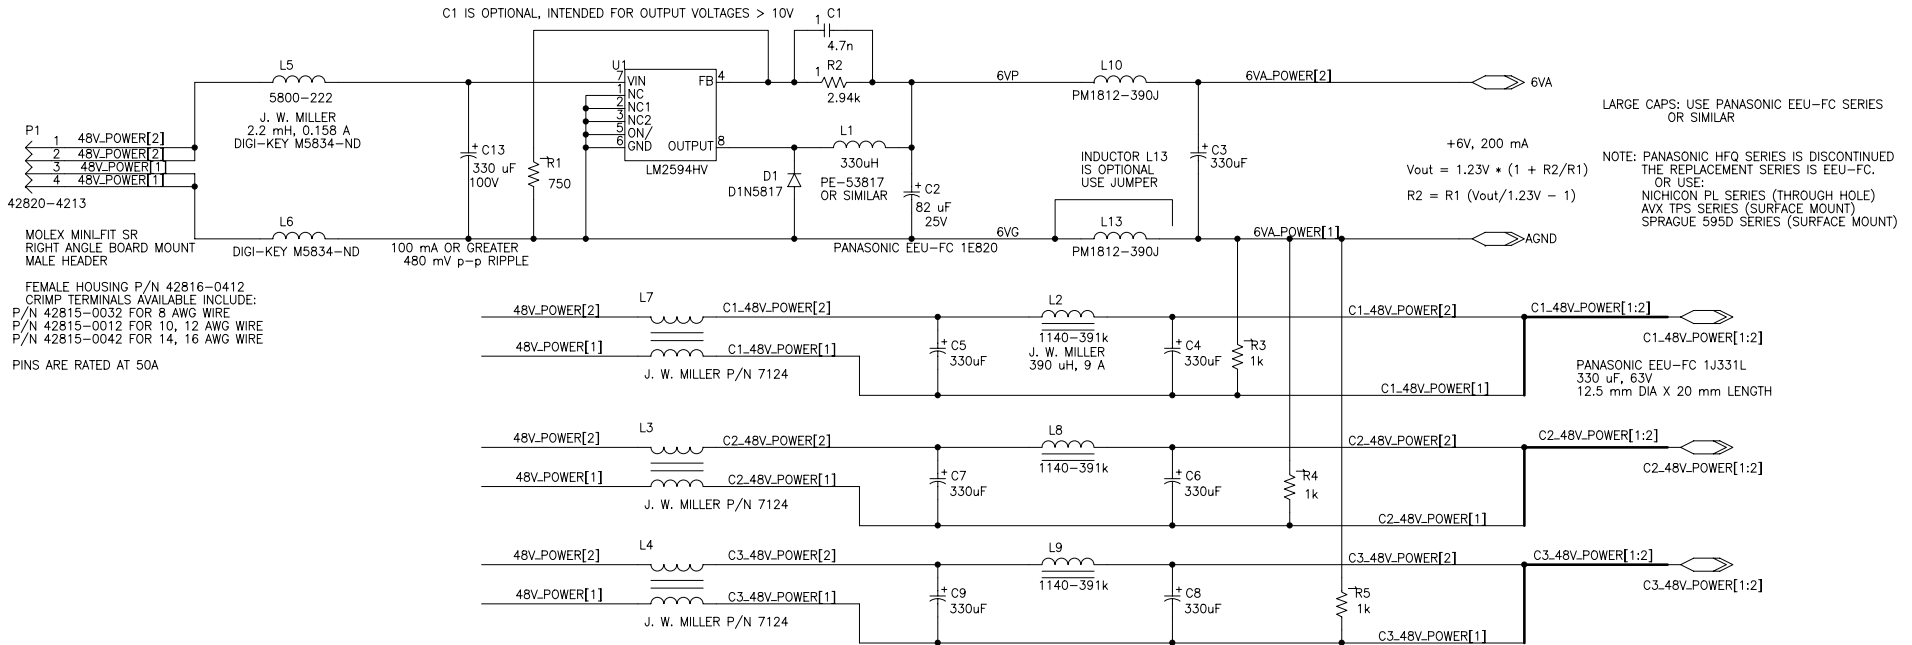 C1 IS OPTIONAL, INTENDED FOR OUTPUT VOLTAGES > 10V
1 C1
4.7n
L5
5800-222
J. W. MILLER
2.2 mH, 0.158 A
DIGI-KEY M5834-ND
U1
7 VIN
1 NC
2 NC1
3 NC2
5 ON/
6 GND
FB 4
OUTPUT 8
LM2594HV
1 R2
2.94k
6VP
L10
PM1812-390J
6VA_POWER[2]
6VA
LARGE CAPS: USE PANASONIC EEU-FC SERIES
OR SIMILAR
P1
1 48V_POWER[2]
2 48V_POWER[2]
3 48V_POWER[1]
4 48V_POWER[1]
42820-4213
+ C13
330 uF
100V
1 R1
750
D1
D1N5817
L1
330uH
PE-53817
OR SIMILAR
+ C2
82 uF
25V
INDUCTOR L13
IS OPTIONAL
USE JUMPER
+ C3
330uF
+6V, 200 mA
Vout = 1.23V * (1 + R2/R1)
R2 = R1 (Vout/1.23V - 1)
NOTE: PANASONIC HFQ SERIES IS DISCONTINUED
THE REPLACEMENT SERIES IS EEU-FC.
OR USE:
NICHICON PL SERIES (THROUGH HOLE)
AVX TPS SERIES (SURFACE MOUNT)
SPRAGUE 595D SERIES (SURFACE MOUNT)
MOLEX MINLFIT SR
RIGHT ANGLE BOARD MOUNT
MALE HEADER
L6
DIGI-KEY M5834-ND
100 mA OR GREATER
480 mV p-p RIPPLE
PANASONIC EEU-FC 1E820
6VG
L13
PM1812-390J
6VA_POWER[1]
AGND
FEMALE HOUSING P/N 42816-0412
CRIMP TERMINALS AVAILABLE INCLUDE:
P/N 42815-0032 FOR 8 AWG WIRE
P/N 42815-0012 FOR 10, 12 AWG WIRE
P/N 42815-0042 FOR 14, 16 AWG WIRE
PINS ARE RATED AT 50A
48V_POWER[2]
L7
C1_48V_POWER[2]
48V_POWER[1]
C1_48V_POWER[1]
J. W. MILLER P/N 7124
+ C5
330uF
L2
1140-391k
J. W. MILLER
390 uH, 9 A
+ C4
330uF
1 R3
1k
C1_48V_POWER[2]
C1_48V_POWER[1:2]
C1_48V_POWER[1:2]
C1_48V_POWER[1]
PANASONIC EEU-FC 1J331L
330 uF, 63V
12.5 mm DIA X 20 mm LENGTH
48V_POWER[2]
L3
C2_48V_POWER[2]
48V_POWER[1]
C2_48V_POWER[1]
J. W. MILLER P/N 7124
+ C7
330uF
L8
1140-391k
+ C6
330uF
1 R4
1k
C2_48V_POWER[2]
C2_48V_POWER[1:2]
C2_48V_POWER[1:2]
C2_48V_POWER[1]
48V_POWER[2]
L4
C3_48V_POWER[2]
48V_POWER[1]
C3_48V_POWER[1]
J. W. MILLER P/N 7124
+ C9
330uF
L9
1140-391k
+ C8
330uF
1 R5
1k
C3_48V_POWER[2]
C3_48V_POWER[1:2]
C3_48V_POWER[1:2]
C3_48V_POWER[1]